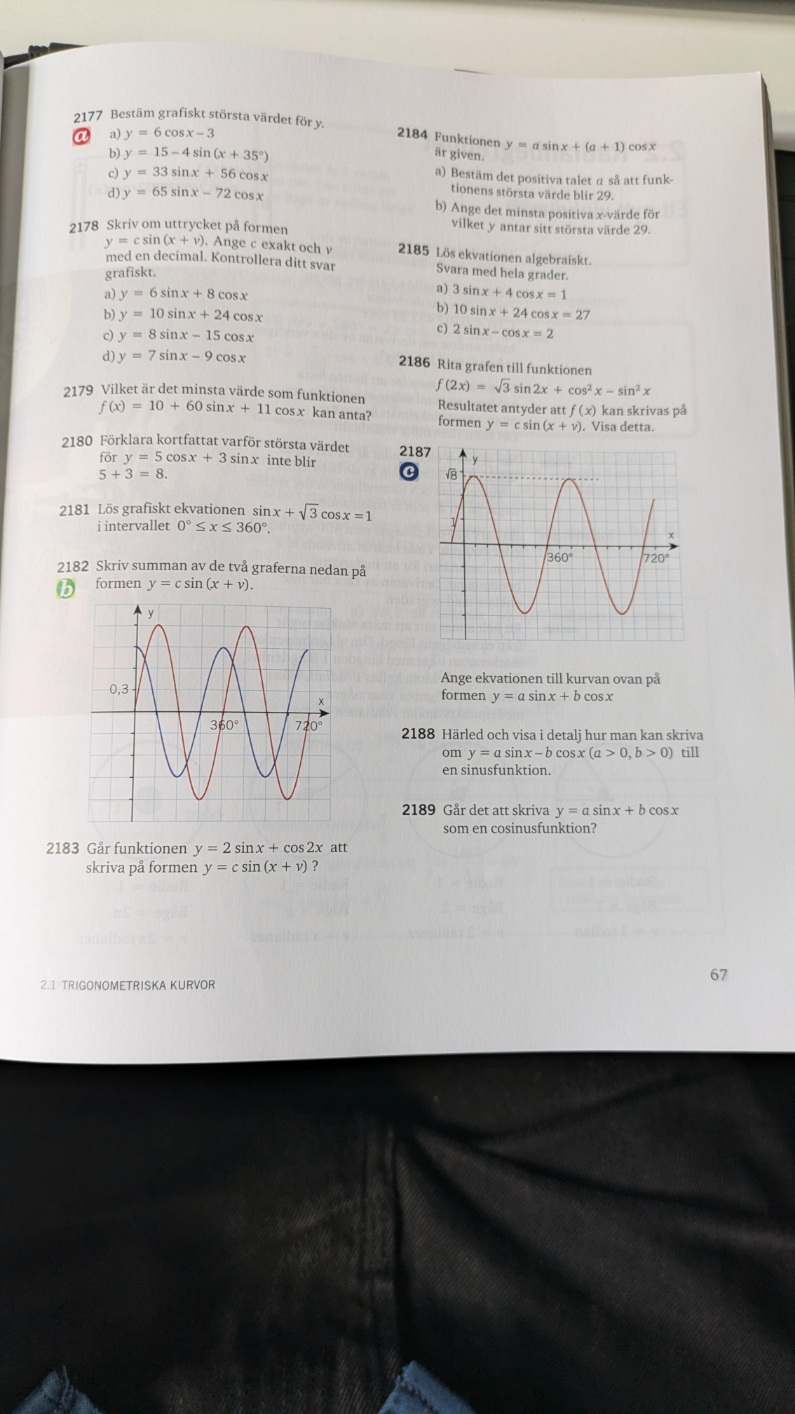 2177 Bestäm grafiskt största värdet för y.
a a) y = 6 cos x – 3
b) y = 15 – 4 sin (x + 35°)
c) y = 33 sin x + 56 cos x
d) y = 65 sin x – 72 cos x
2178 Skriv om uttrycket på formen
y = c sin (x + v). Ange c exakt och v
med en decimal. Kontrollera ditt svar
grafiskt.
a) y = 6 sin x + 8 cos x
b) y = 10 sin x + 24 cos x
c) y = 8 sin x – 15 cos x
d) y = 7 sin x – 9 cos x
2179 Vilket är det minsta värde som funktionen
f(x) = 10 + 60 sin x + 11 cos x kan anta?
2180 Förklara kortfattat varför största värdet
för y = 5 cos x + 3 sin x inte blir
5 + 3 = 8.
2181 Lös grafiskt ekvationen sin x + √3 cos x = 1
i intervallet 0° ≤ x ≤ 360°.
2182 Skriv summan av de två graferna nedan på
b formen y = c sin (x + v).
y
0,3
x
360°
720°
2183 Går funktionen y = 2 sin x + cos 2x att
skriva på formen y = c sin (x + v) ?
2184 Funktionen y = a sin x + (a + 1) cos x
är given.
a) Bestäm det positiva talet a så att funk-
tionens största värde blir 29.
b) Ange det minsta positiva x-värde för
vilket y antar sitt största värde 29.
2185 Lös ekvationen algebraiskt.
Svara med hela grader.
a) 3 sin x + 4 cos x = 1
b) 10 sin x + 24 cos x = 27
c) 2 sin x – cos x = 2
2186 Rita grafen till funktionen
f (2x) = √3 sin 2x + cos² x – sin² x
Resultatet antyder att f (x) kan skrivas på
formen y = c sin (x + v). Visa detta.
2187
c
y
√8
1
x
360°
720°
Ange ekvationen till kurvan ovan på
formen y = a sin x + b cos x
2188 Härled och visa i detalj hur man kan skriva
om y = a sin x – b cos x (a > 0, b > 0) till
en sinusfunktion.
2189 Går det att skriva y = a sin x + b cos x
som en cosinusfunktion?
2.1 TRIGONOMETRISKA KURVOR
67